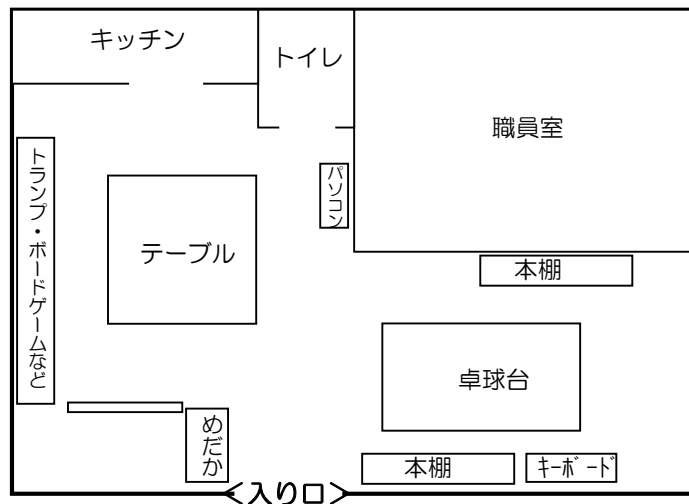 キッチン
トイレ
職員室
パソコン
トランプ・ボードゲームなど
テーブル
本棚
卓球台
めだか
本棚
ｷｰﾎﾞｰﾄﾞ
＜入り口＞